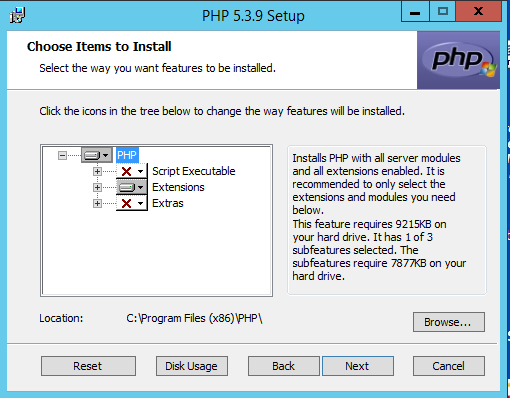 PHP 5.3.9 Setup
Choose Items to Install
Select the way you want features to be installed.
php
Click the icons in the tree below to change the way features will be installed.
PHP
Script Executable
Extensions
Extras
Installs PHP with all server modules
and all extensions enabled. It is
recommended to only select the
extensions and modules you need
below.
This feature requires 9215KB on
your hard drive. It has 1 of 3
subfeatures selected. The
subfeatures require 7877KB on your
hard drive.
Location: C:\Program Files (x86)\PHP\
Browse...
Reset Disk Usage Back Next Cancel